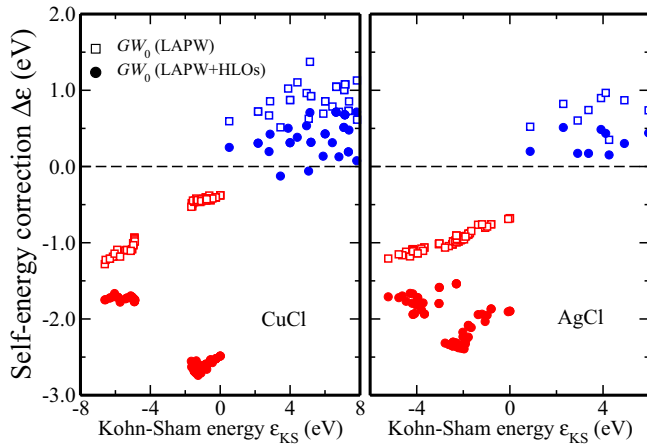 2.0
1.0
0.0
-1.0
-2.0
-3.0
Self-energy correction Δε (eV)
GW₀ (LAPW)
GW₀ (LAPW+HLOs)
CuCl
AgCl
-8 -4 0 4 8
-4 0 4
Kohn-Sham energy ε_KS (eV)
Kohn-Sham energy ε_KS (eV)